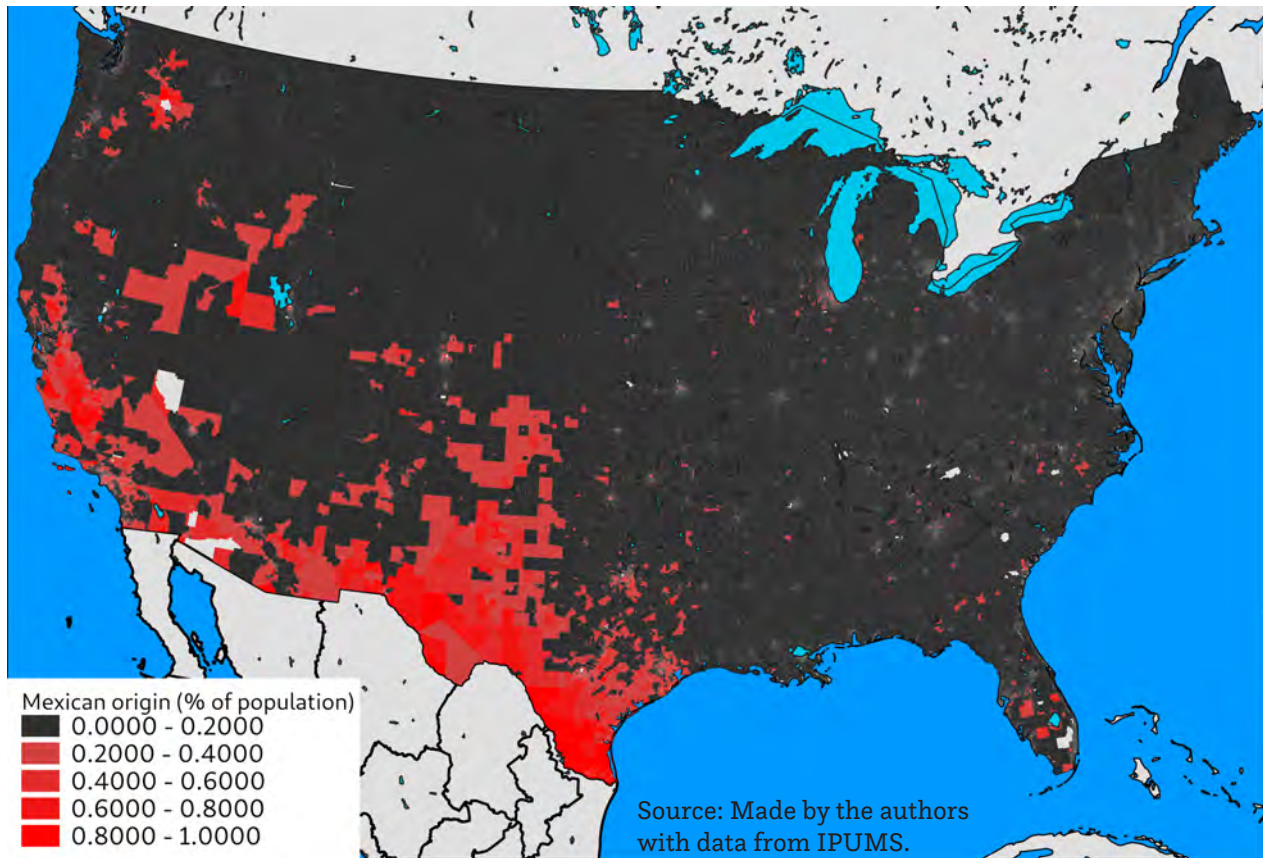 Mexican origin (% of population)
0.0000 - 0.2000
0.2000 - 0.4000
0.4000 - 0.6000
0.6000 - 0.8000
0.8000 - 1.0000
Source: Made by the authors
with data from IPUMS.